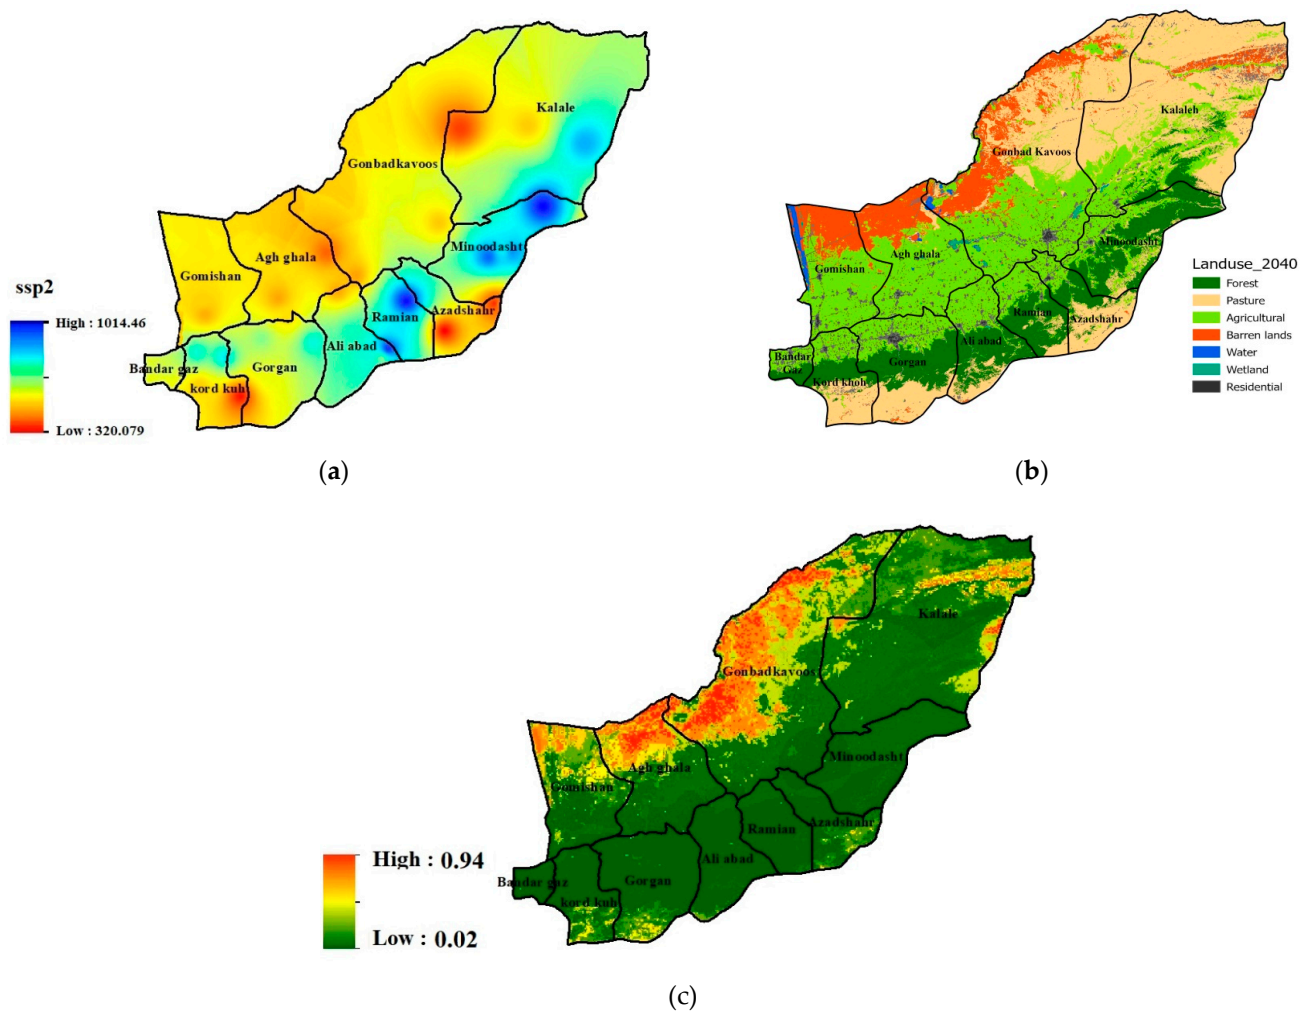 Kalale
Gonbadkavoos
Minoodasht
Agh ghala
Gomishan
ssp2
High : 1014.46
Low : 320.079
Ramian
Azadshahr
Ali abad
Gorgan
Bandar gaz
kord kuh
(a)
Kalaleh
Gonbad Kavoos
Minoodasht
Agh ghala
Gomishan
Ramian
Azadshahr
Ali abad
Bandar
Gaz
Gorgan
Kord khoh
Landuse_2040
Forest
Pasture
Agricultural
Barren lands
Water
Wetland
Residential
(b)
Kalale
Gonbadkavoos
Minoodasht
Agh ghala
Gomishan
Azadshahr
Ramian
Ali abad
Gorgan
Bandar gaz
kord kuh
High : 0.94
Low : 0.02
(c)